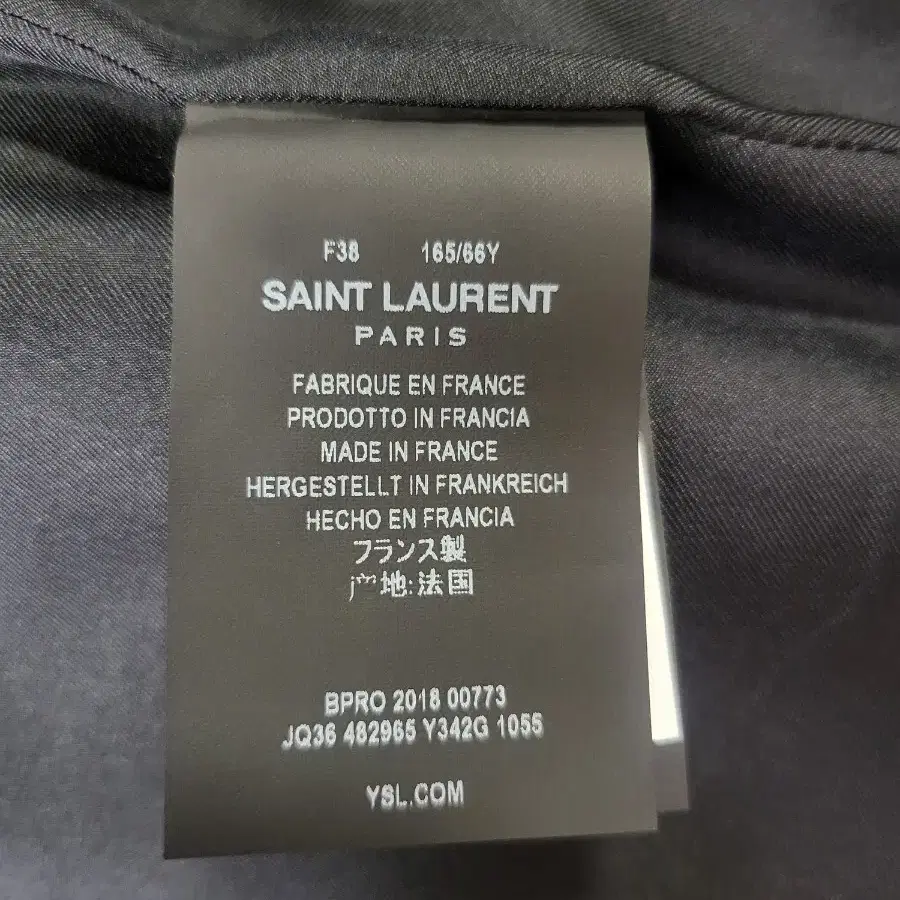 F38 165/66Y
SAINT LAURENT
PARIS
FABRIQUE EN FRANCE
PRODOTTO IN FRANCIA
MADE IN FRANCE
HERGESTELLT IN FRANKREICH
HECHO EN FRANCIA
フランス製
产地:法国
BPRO 2018 00773
JQ36 482965 Y342G 1055
YSL.COM